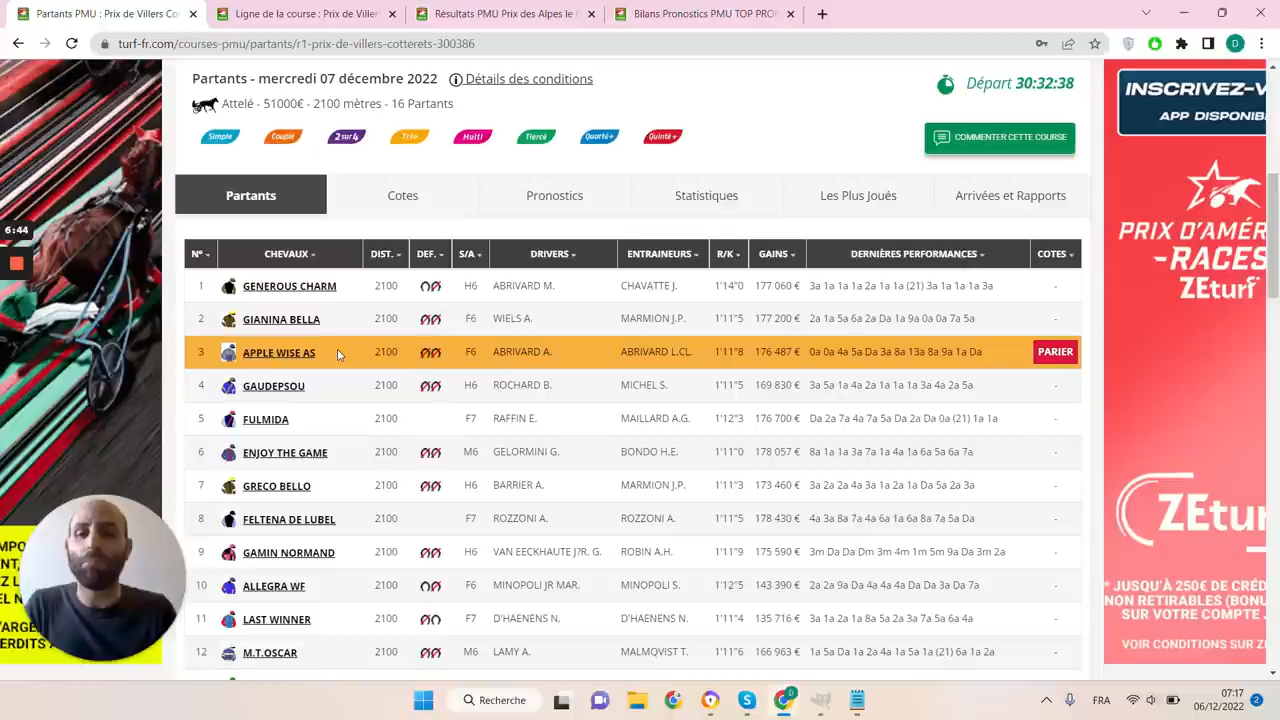 Partants PMU : Prix de Villers Co
Ligne de la course : Prix de Vil
Résultats PMU Prix des Alpes le
Bilans Pronostics PMU TOP PRO
turf-fr.com/courses-pmu/partants/r1-prix-de-villers-cotterets-300386
Partants - mercredi 07 décembre 2022 Détails des conditions
Départ 30:32:38
Attelé - 51000€ - 2100 mètres - 16 Partants
Simple Couplé 2 sur 4 Trio Multi Tiercé Quarté+ Quinté+
COMMENTER CETTE COURSE
Partants Cotes Pronostics Statistiques Les Plus Joués Arrivées et Rapports
N° CHEVAUX DIST. DEF. S/A DRIVERS ENTRAINEURS R/K GAINS DERNIÈRES PERFORMANCES COTES
1 GENEROUS CHARM 2100 H6 ABRIVARD M. CHAVATTE J. 1'14"0 177 060 € 3a 1a 1a 1a 2a 1a 1a (21) 3a 1a 1a 1a 3a -
2 GIANINA BELLA 2100 F6 WIELS A. MARMION J.P. 1'11"5 177 200 € 2a 1a 5a 6a 2a Da 1a 9a 0a 0a 7a 5a -
3 APPLE WISE AS 2100 F6 ABRIVARD A. ABRIVARD L.CL. 1'11"8 176 487 € 0a 0a 4a 5a Da 3a 8a 13a 8a 9a 1a Da PARIER
4 GAUDEPSOU 2100 H6 ROCHARD B. MICHEL S. 1'11"5 169 830 € 3a 5a 1a 4a 2a 1a 1a 1a 3a 4a 2a 5a -
5 FULMIDA 2100 F7 RAFFIN E. MAILLARD A.G. 1'12"3 176 700 € Da 2a 7a 4a 7a 5a Da 2a Da 0a (21) 1a 1a -
6 ENJOY THE GAME 2100 M6 GELORMINI G. BONDO H.E. 1'11"0 178 057 € 8a 1a 1a 3a 7a 1a 4a 1a 6a 5a 6a 7a -
7 GRECO BELLO 2100 H6 BARRIER A. MARMION J.P. 1'11"3 173 460 € 3a 2a 2a 4a 3a 1a 2a 1a Da 5a 2a 3a -
8 FELTENA DE LUBEL 2100 F7 ROZZONI A. ROZZONI A. 1'11"5 178 430 € 4a 3a 8a 7a 4a 6a 1a 6a 8a 7a 5a Da -
9 GAMIN NORMAND 2100 H6 VAN EECKHAUTE J?R. G. ROBIN A.H. 1'11"9 175 590 € 3m Da Da Dm 3m 4m 1m 5m 9a Da 3m 2a -
10 ALLEGRA WF 2100 F6 MINOPOLI JR MAR. MINOPOLI S. 1'12"5 143 390 € 2a 2a 9a Da 4a 4a 4a Da Da 3a Da 7a -
11 LAST WINNER 2100 F7 D'HAENENS N. D'HAENENS N. 1'11"4 135 716 € 3a 1a 2a 1a 8a 5a 2a 3a 7a 5a 6a 4a -
12 M.T.OSCAR 2100 M6 LAMY A. MALMQVIST T. 1'11"6 166 963 € 1a 5a Da 1a 2a 4a 1a 5a 1a (21) 6a 1a 2a -
6:44
INSCRIVEZ-V
APP DISPONIB
PRIX D'AMÉR
-RACES
ZEturf
ZEtur
* JUSQU'À 250€ DE CRÉD
NON RETIRABLES (BONU
SUR VOTRE COMPTE
VOIR CONDITIONS SUR ZE
Recherche
FRA
07:17
06/12/2022
2